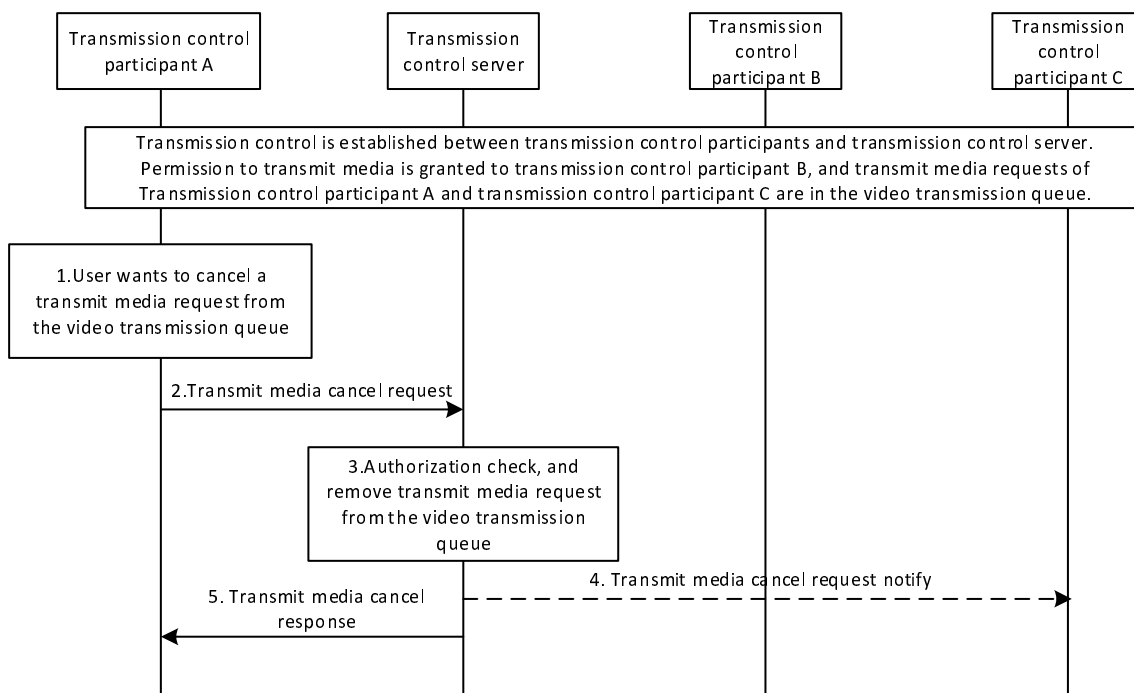 Transmission control
participant A
Transmission
control server
Transmission
control
participant B
Transmission
control
participant C
Transmission control is established between transmission control participants and transmission control server.
Permission to transmit media is granted to transmission control participant B, and transmit media requests of
Transmission control participant A and transmission control participant C are in the video transmission queue.
1.User wants to cancel a
transmit media request from
the video transmission queue
2.Transmit media cancel request
3.Authorization check, and
remove transmit media request
from the video transmission
queue
4. Transmit media cancel request notify
5. Transmit media cancel
response